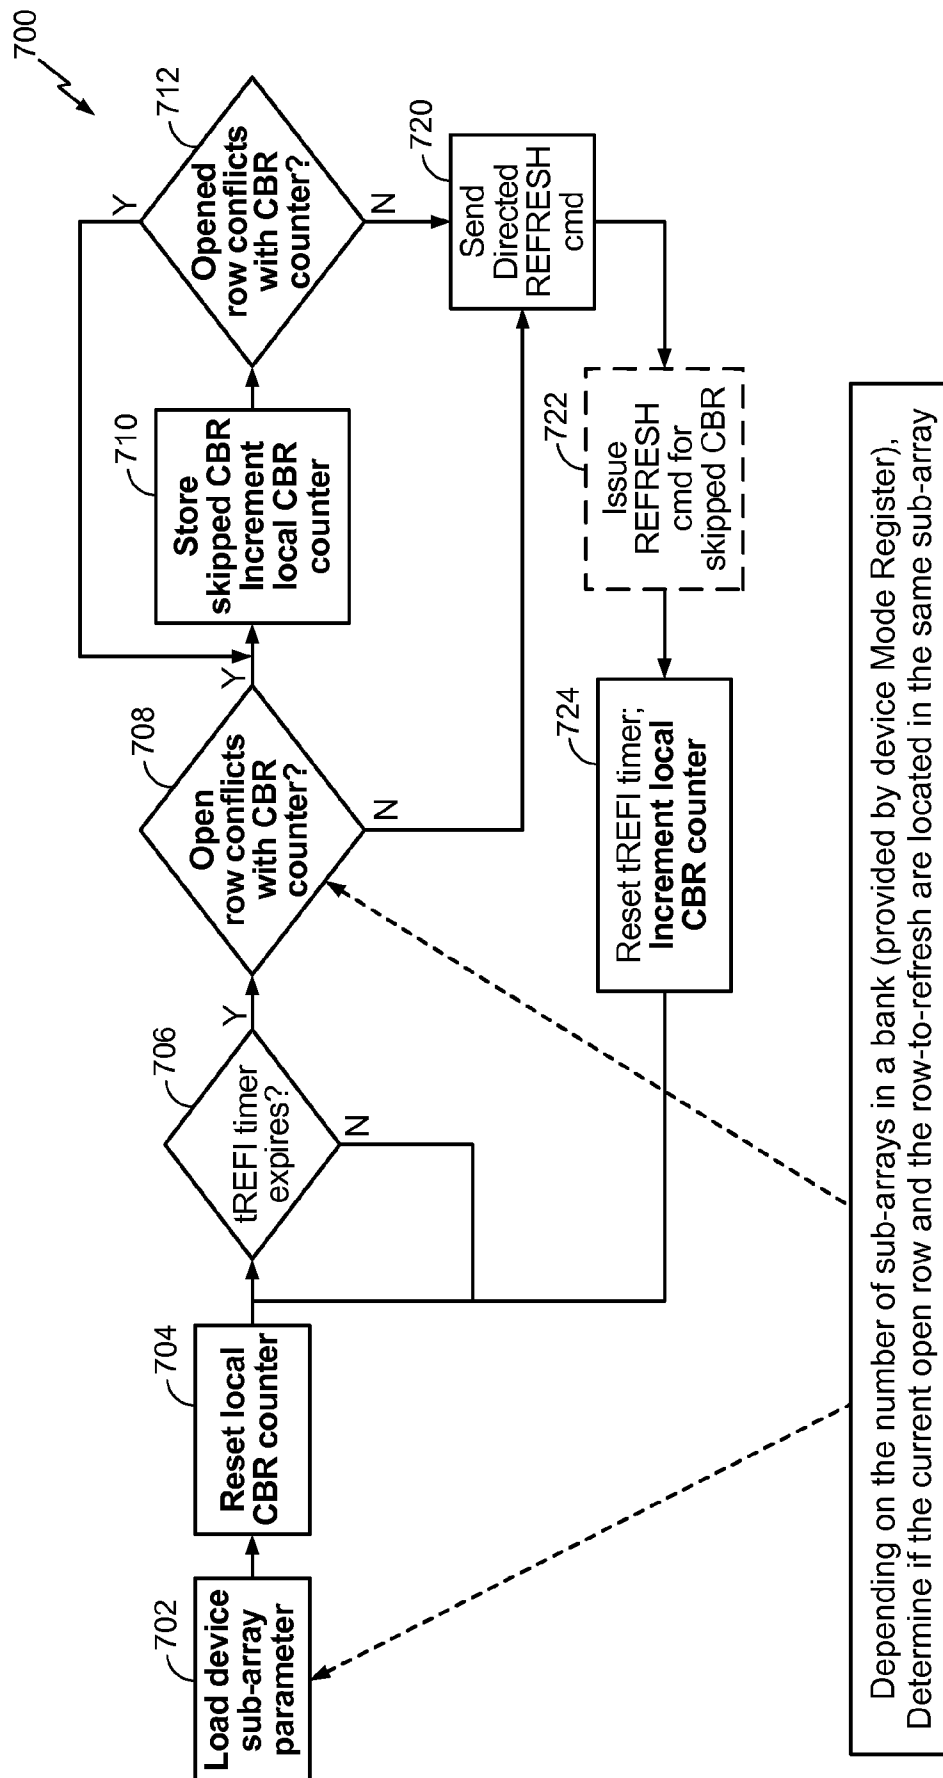 700
702
Load device
sub-array
parameter
704
Reset local
CBR counter
706
tREFI timer
expires?
Y
N
708
Open
row conflicts
with CBR
counter?
Y
N
710
Store
skipped CBR
Increment
local CBR
counter
712
Opened
row conflicts
with CBR
counter?
Y
N
720
Send
Directed
REFRESH
cmd
722
Issue
REFRESH
cmd for
skipped CBR
724
Reset tREFI timer;
Increment local
CBR counter
Depending on the number of sub-arrays in a bank (provided by device Mode Register),
Determine if the current open row and the row-to-refresh are located in the same sub-array